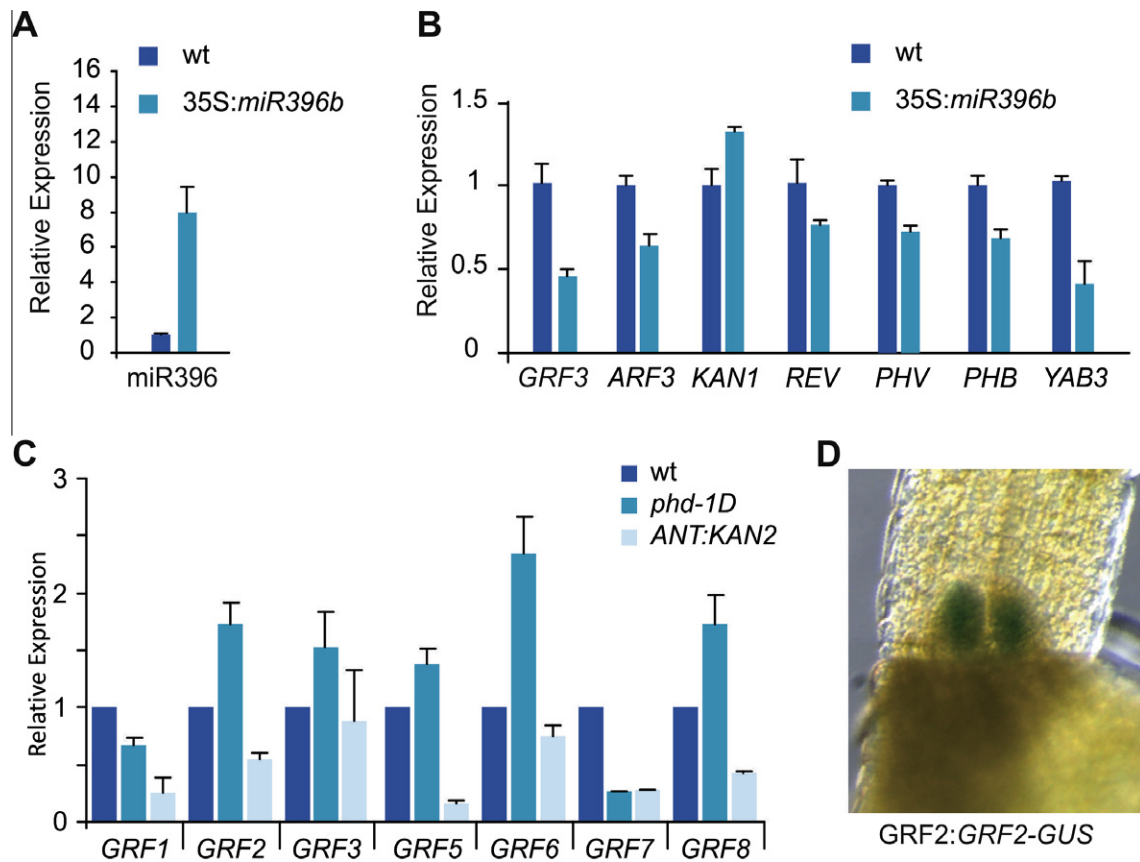 A
wt
35S:miR396b
Relative Expression
16
14
12
10
8
6
4
2
0
miR396
B
wt
35S:miR396b
Relative Expression
1.5
1
0.5
0
GRF3 ARF3 KAN1 REV PHV PHB YAB3
C
wt
phd-1D
ANT:KAN2
Relative Expression
3
2
1
0
GRF1 GRF2 GRF3 GRF5 GRF6 GRF7 GRF8
D
GRF2:GRF2-GUS